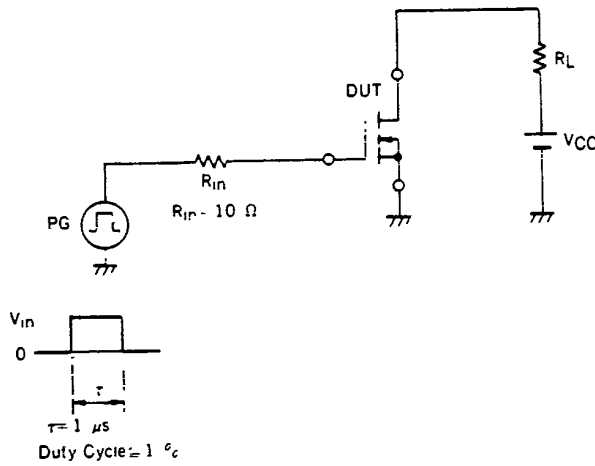 DUT
RL
VCC
Rin
Rin - 10 Ω
PG
Vin
0
τ
τ = 1 μs
Duty Cycle = 1 %